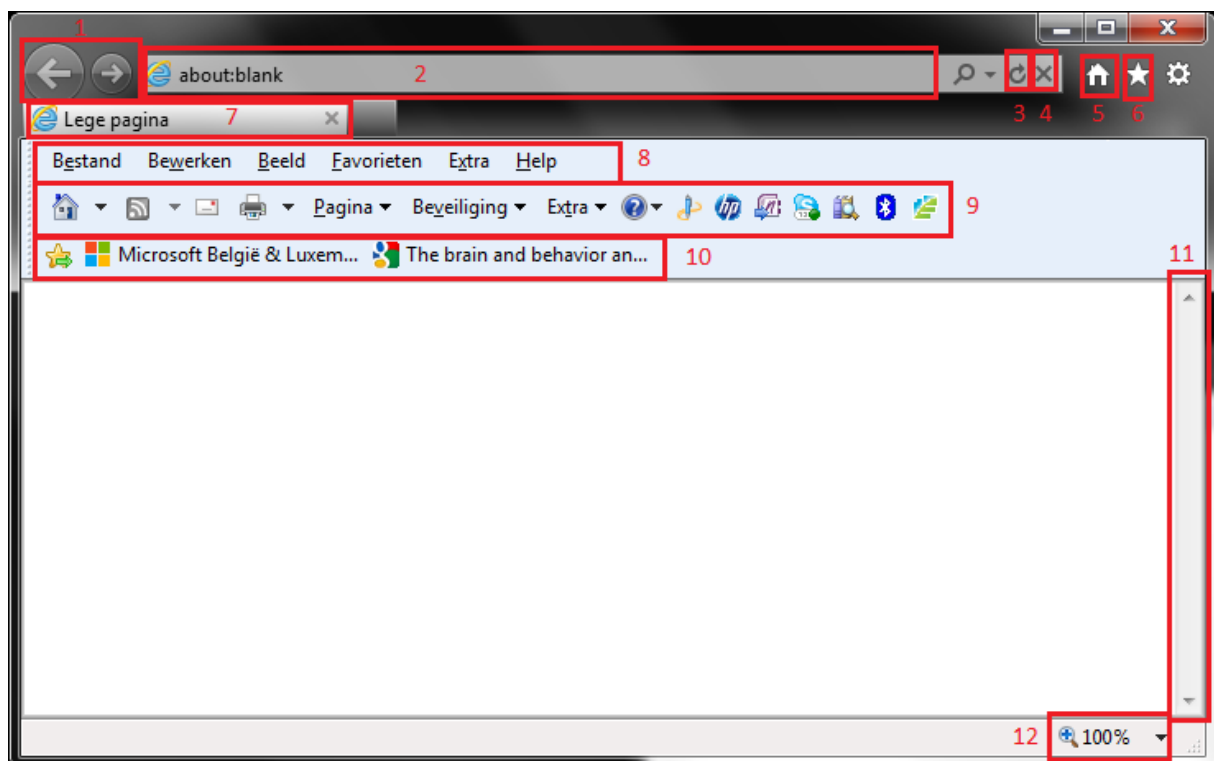 1
about:blank 2
Lege pagina 7 3 4 5 6
Bestand Bewerken Beeld Favorieten Extra Help 8
Pagina Beveiliging Extra 9
Microsoft België & Luxem... The brain and behavior an... 10 11
12 100%